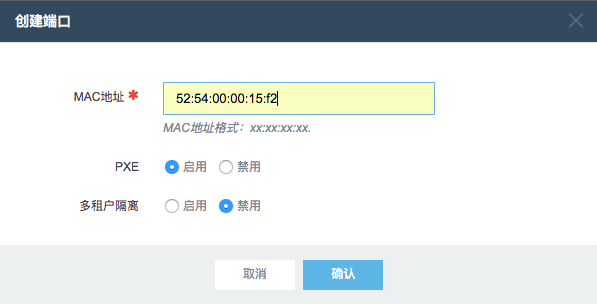 创建端口
MAC地址 * 52:54:00:00:15:f2
MAC地址格式：xx:xx:xx:xx.
PXE 启用 禁用
多租户隔离 启用 禁用
取消 确认